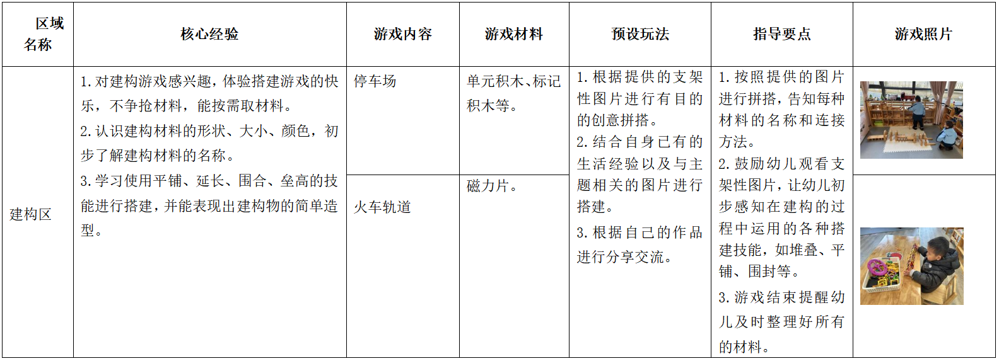 区域
名称
核心经验
游戏内容
游戏材料
预设玩法
指导要点
游戏照片
建构区
1.对建构游戏感兴趣，体验搭建游戏的快
乐，不争抢材料，能按需取材料。
2.认识建构材料的形状、大小、颜色，初
步了解建构材料的名称。
3.学习使用平铺、延长、围合、垒高的技
能进行搭建，并能表现出建构物的简单造
型。
停车场
单元积木、标记
积木等。
火车轨道
磁力片。
1.根据提供的支架
性图片进行有目的
的创意拼搭。
2.结合自身已有的
生活经验以及与主
题相关的图片进行
搭建。
3.根据自己的作品
进行分享交流。
1.按照提供的图片
进行拼搭，告知每种
材料的名称和连接
方法。
2.鼓励幼儿观看支
架性图片，让幼儿初
步感知在建构的过
程中运用的各种搭
建技能，如堆叠、平
铺、围封等。
3.游戏结束提醒幼
儿及时整理好所有
的材料。